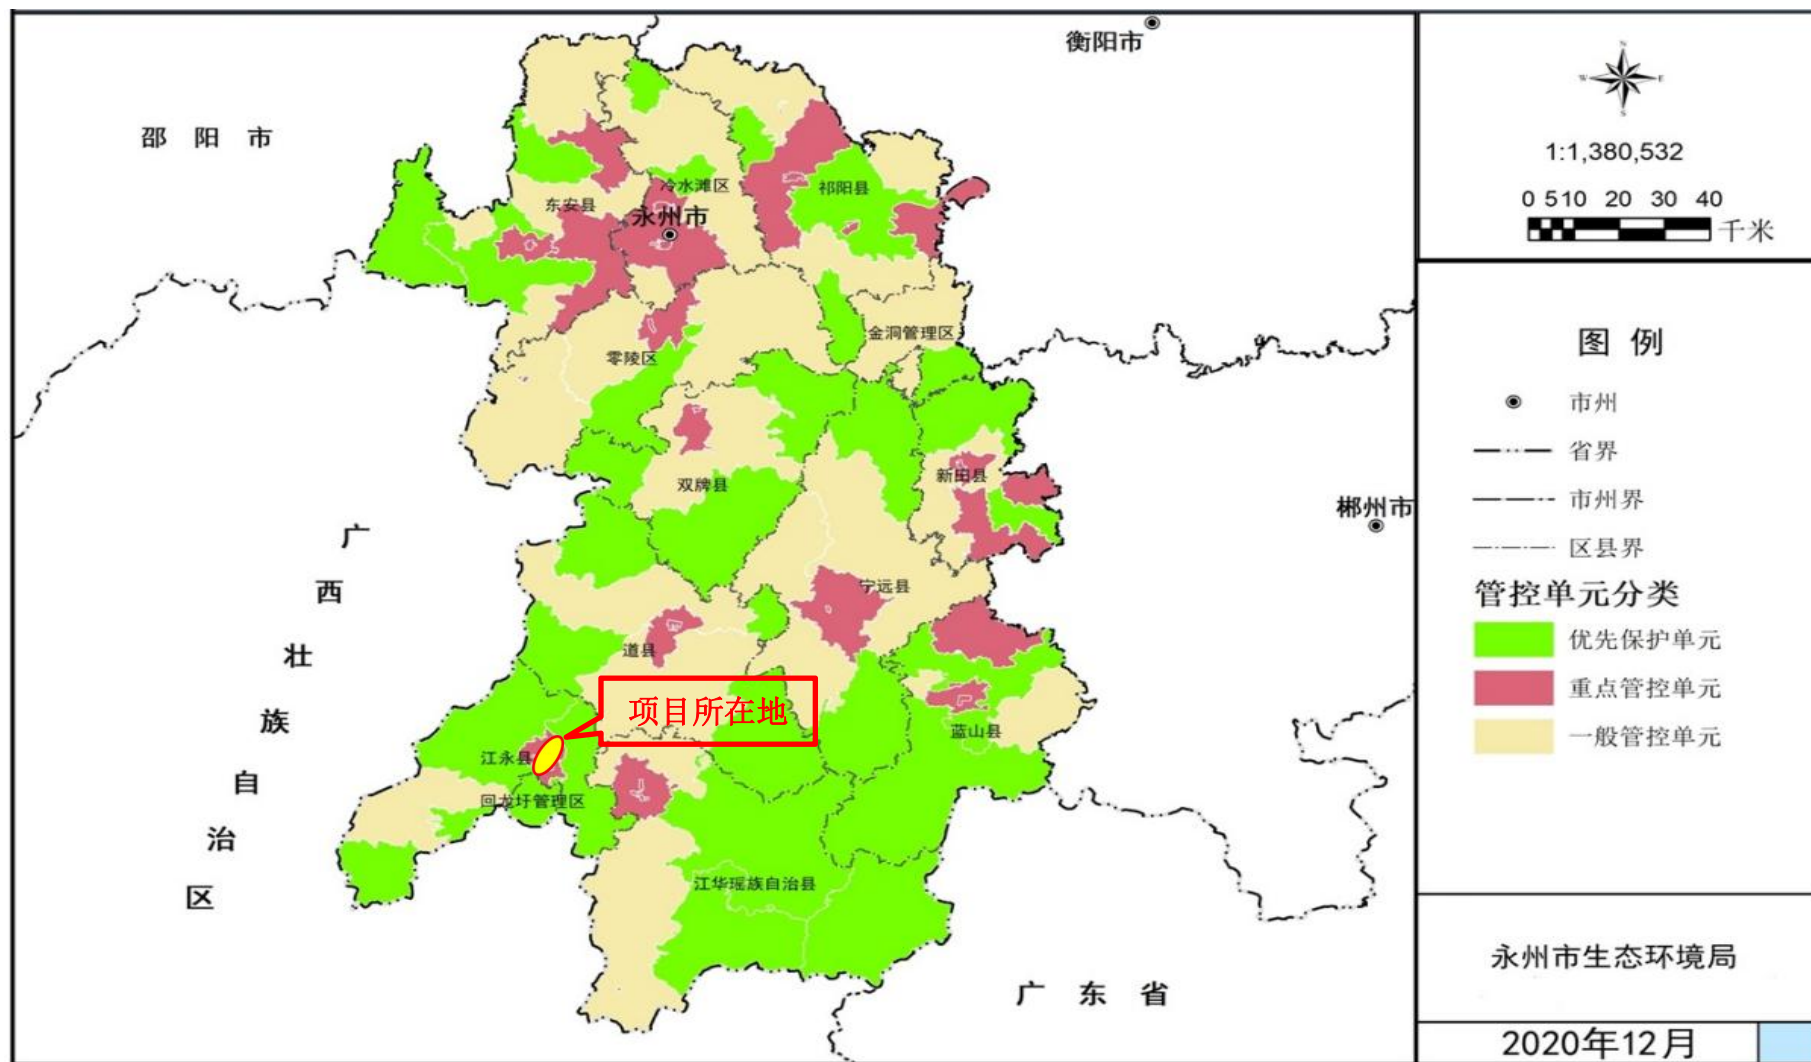 衡阳市
邵阳市
冷水滩区
祁阳县
东安县
永州市
金洞管理区
零陵区
双牌县
新田县
郴州市
广西壮族自治区
宁远县
道县
项目所在地
蓝山县
江永县
回龙圩管理区
江华瑶族自治县
广东省
N
W
E
S
1:1,380,532
0 5 10 20 30 40
千米
图例
市州
省界
市州界
区县界
管控单元分类
优先保护单元
重点管控单元
一般管控单元
永州市生态环境局
2020年12月